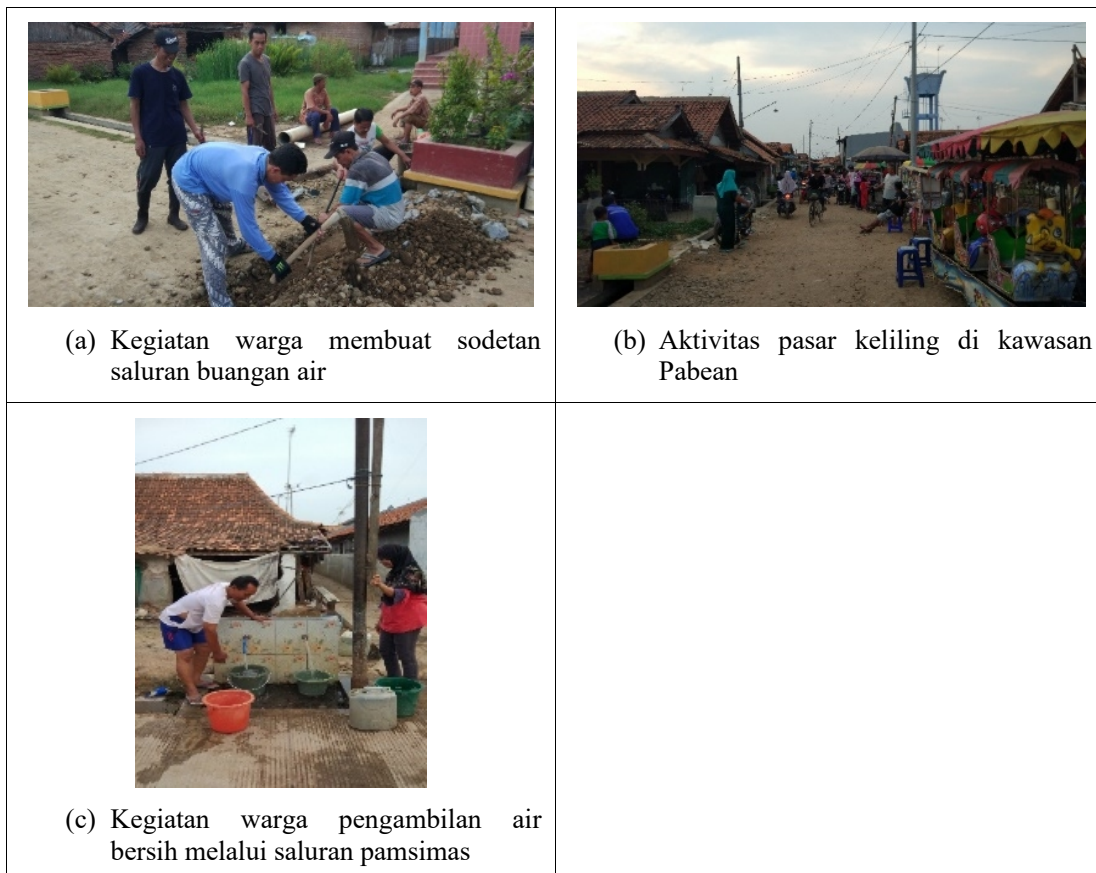 (a) Kegiatan warga membuat sodetan
saluran buangan air
(b) Aktivitas pasar keliling di kawasan
Pabean
(c) Kegiatan warga pengambilan air
bersih melalui saluran pamsimas